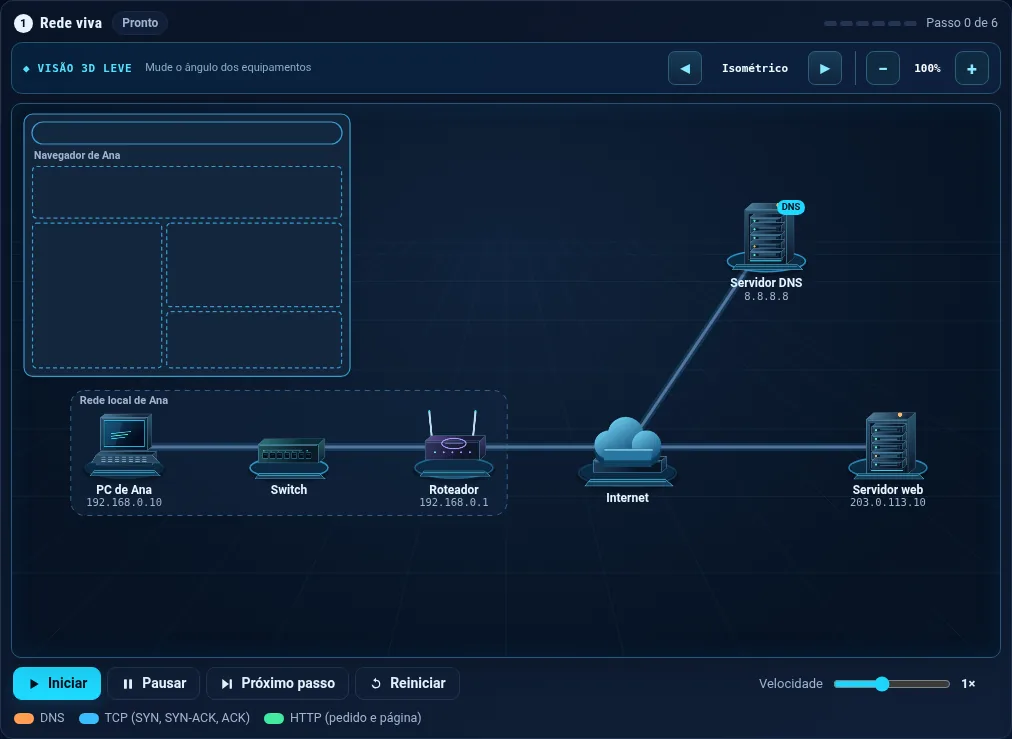 1 Rede viva Pronto Passo 0 de 6
◆ VISÃO 3D LEVE Mude o ângulo dos equipamentos ◀ Isométrico ▶ − 100% +
Navegador de Ana
DNS
Servidor DNS
8.8.8.8
Rede local de Ana
PC de Ana
192.168.0.10
Switch
Roteador
192.168.0.1
Internet
Servidor web
203.0.113.10
Iniciar Pausar Próximo passo Reiniciar Velocidade 1×
DNS TCP (SYN, SYN-ACK, ACK) HTTP (pedido e página)